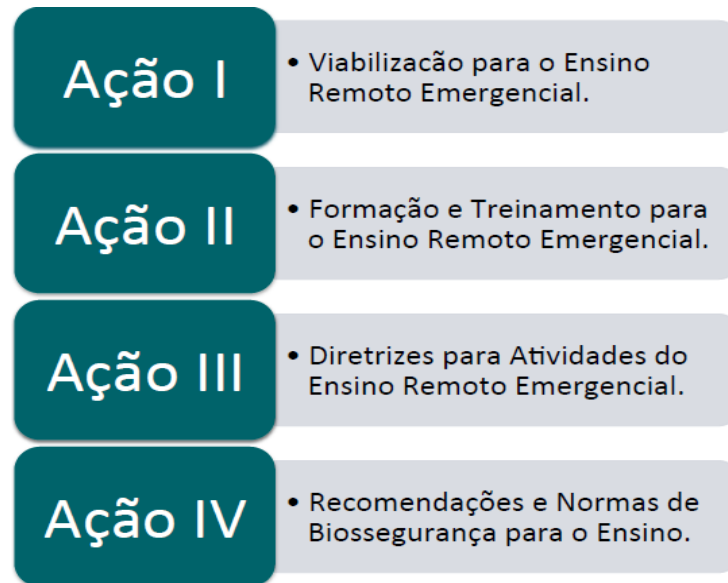 Ação I
• Viabilizacão para o Ensino
Remoto Emergencial.
Ação II
• Formação e Treinamento para
o Ensino Remoto Emergencial.
Ação III
• Diretrizes para Atividades do
Ensino Remoto Emergencial.
Ação IV
• Recomendações e Normas de
Biossegurança para o Ensino.